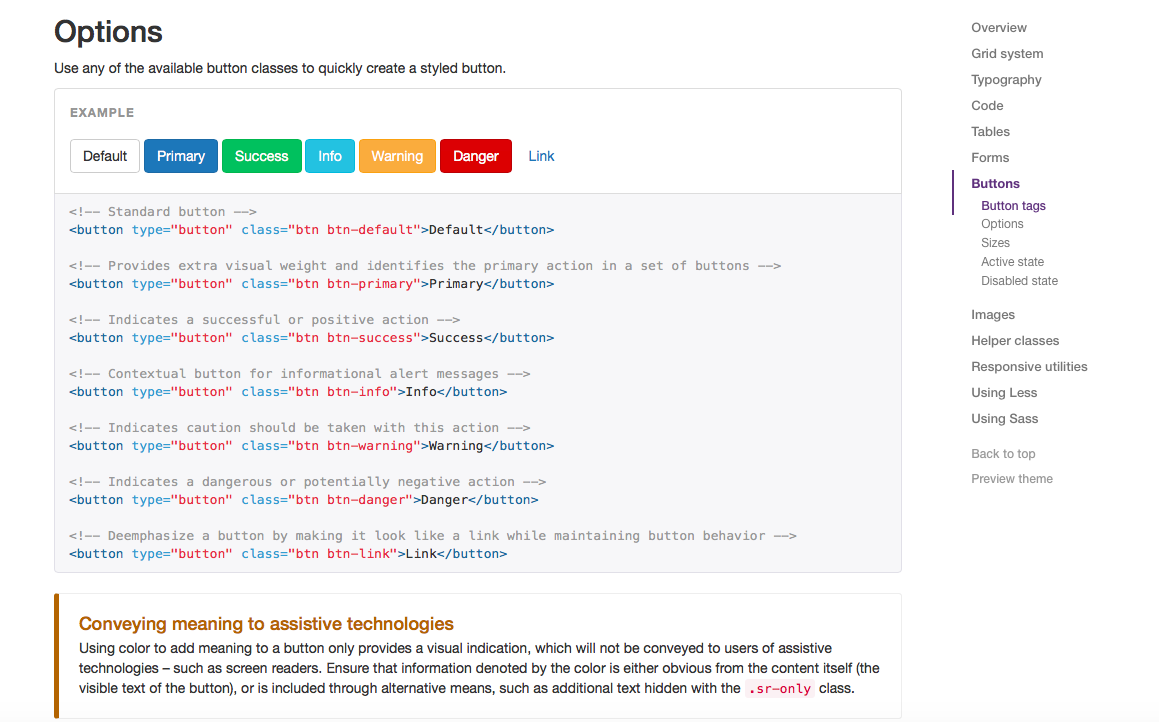 Options
Use any of the available button classes to quickly create a styled button.
EXAMPLE
Default Primary Success Info Warning Danger Link
<!-- Standard button -->
<button type="button" class="btn btn-default">Default</button>
<!-- Provides extra visual weight and identifies the primary action in a set of buttons -->
<button type="button" class="btn btn-primary">Primary</button>
<!-- Indicates a successful or positive action -->
<button type="button" class="btn btn-success">Success</button>
<!-- Contextual button for informational alert messages -->
<button type="button" class="btn btn-info">Info</button>
<!-- Indicates caution should be taken with this action -->
<button type="button" class="btn btn-warning">Warning</button>
<!-- Indicates a dangerous or potentially negative action -->
<button type="button" class="btn btn-danger">Danger</button>
<!-- Deemphasize a button by making it look like a link while maintaining button behavior -->
<button type="button" class="btn btn-link">Link</button>
Conveying meaning to assistive technologies
Using color to add meaning to a button only provides a visual indication, which will not be conveyed to users of assistive
technologies – such as screen readers. Ensure that information denoted by the color is either obvious from the content itself (the
visible text of the button), or is included through alternative means, such as additional text hidden with the .sr-only class.
Overview
Grid system
Typography
Code
Tables
Forms
Buttons
Button tags
Options
Sizes
Active state
Disabled state
Images
Helper classes
Responsive utilities
Using Less
Using Sass
Back to top
Preview theme